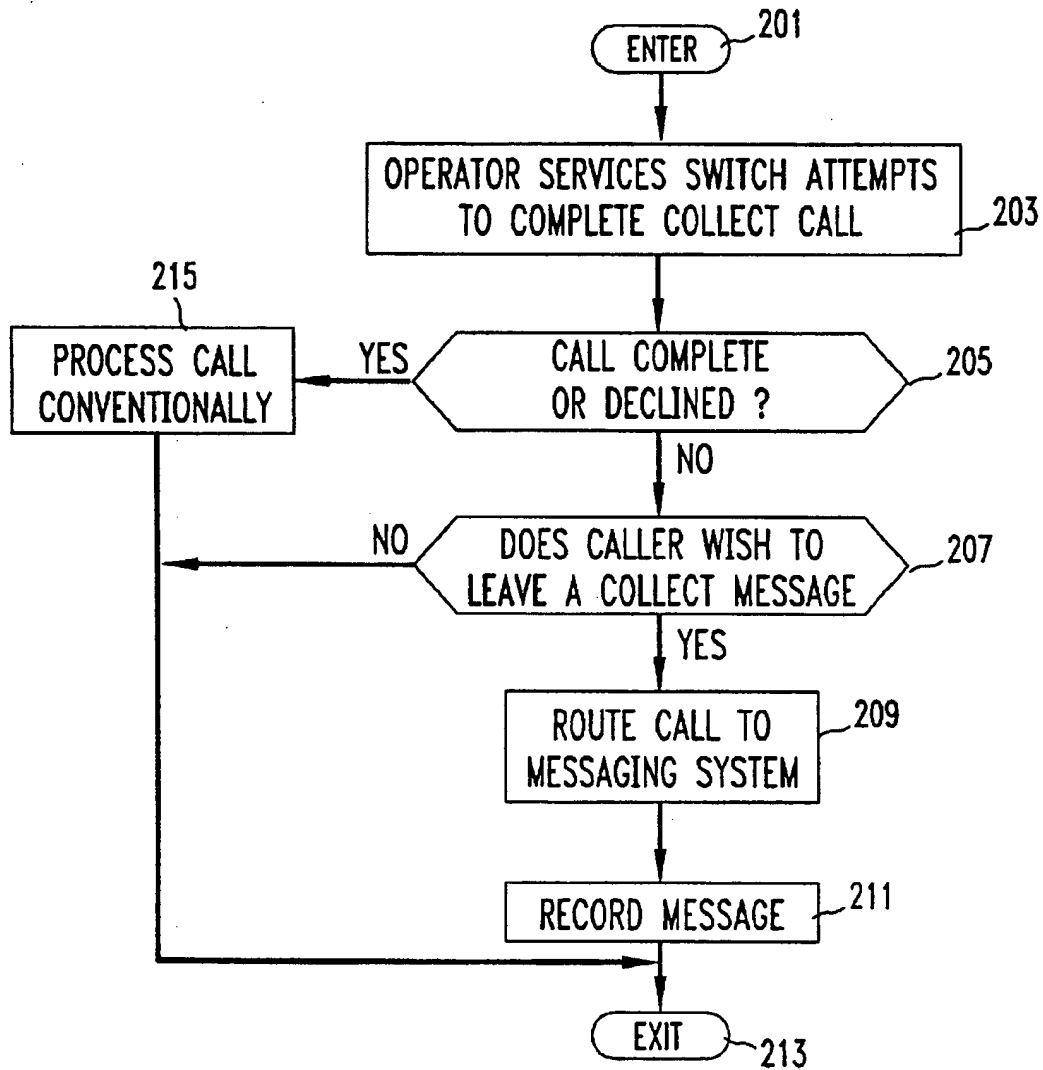 ENTER
201
OPERATOR SERVICES SWITCH ATTEMPTS
TO COMPLETE COLLECT CALL
203
215
PROCESS CALL
CONVENTIONALLY
YES
CALL COMPLETE
OR DECLINED ?
205
NO
NO
DOES CALLER WISH TO
LEAVE A COLLECT MESSAGE
207
YES
ROUTE CALL TO
MESSAGING SYSTEM
209
RECORD MESSAGE
211
EXIT
213